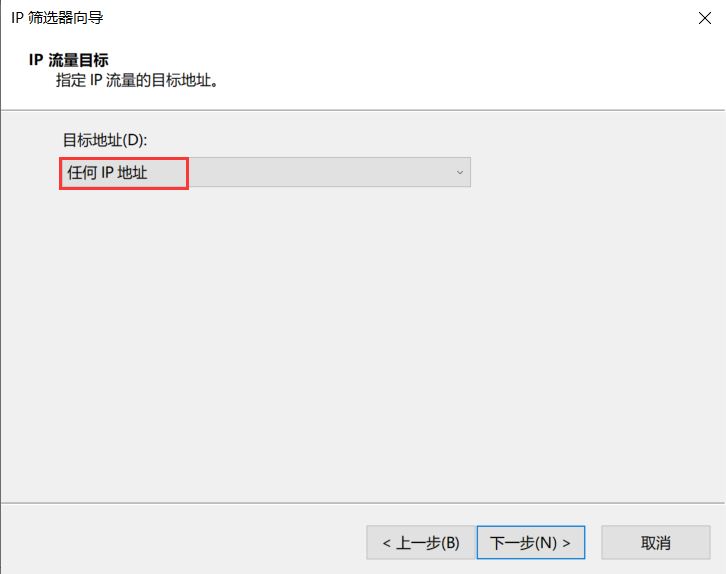 IP 筛选器向导
IP 流量目标
指定 IP 流量的目标地址。
目标地址(D):
任何 IP 地址
< 上一步(B) 下一步(N) > 取消